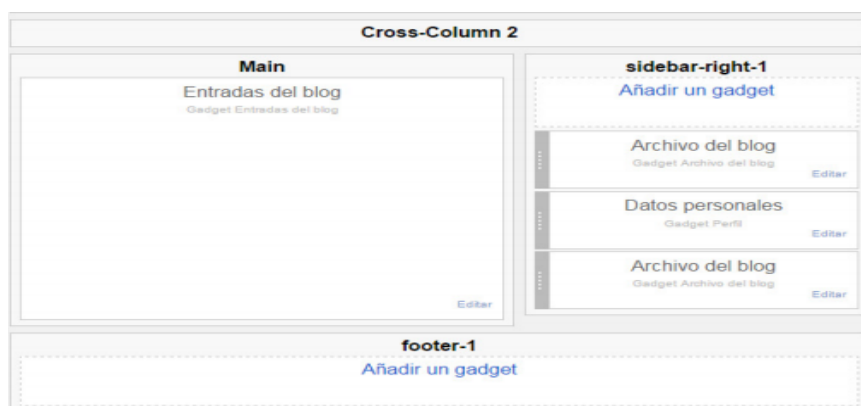 Cross-Column 2
Main
Entradas del blog
Gadget Entradas del blog
Editar
sidebar-right-1
Añadir un gadget
Archivo del blog
Gadget Archivo del blog
Editar
Datos personales
Gadget Perfil
Editar
Archivo del blog
Gadget Archivo del blog
Editar
footer-1
Añadir un gadget